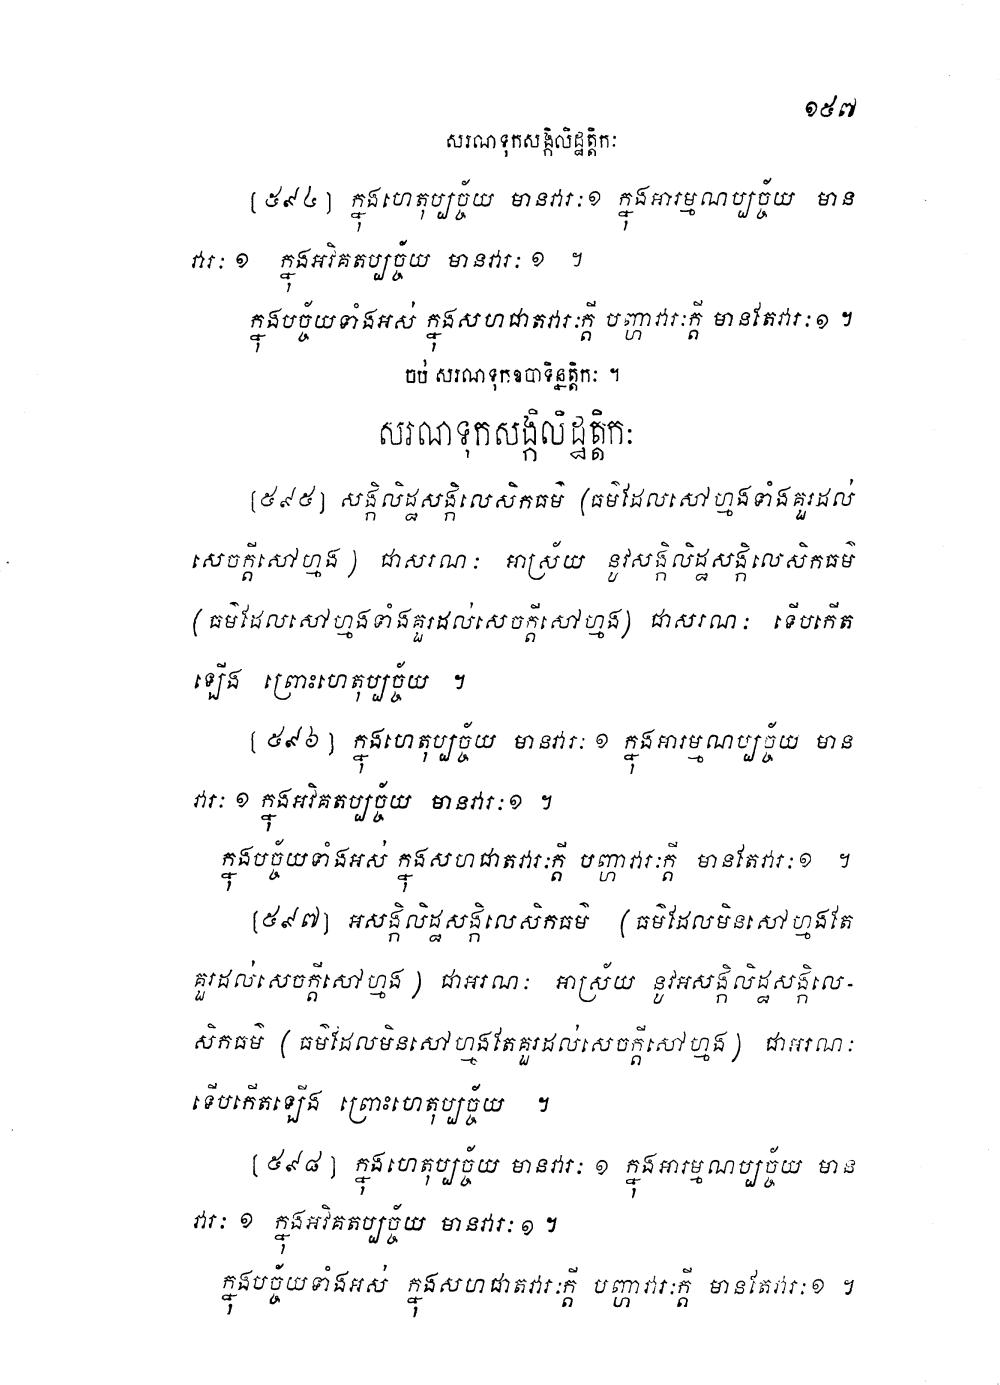 ១៥៧
សរណទុកសង្កិលិដ្ឋត្តិកៈ
[៥៩៤] ក្នុងហេតុប្បច្ច័យ មានវារៈ១ ក្នុងអារម្មណប្បច្ច័យ មាន
វារៈ ១ ក្នុងអវិគតប្បច្ច័យ មានវារៈ ១ ។
ក្នុងបច្ច័យទាំងអស់ ក្នុងសហជាតវារៈក្តី បញ្ហាវារៈក្តី មានតែវារៈ១ ។
ចប់ សរណទុកឧបាទិន្នត្តិកៈ ។
សរណទុកសង្កិលិដ្ឋត្តិកៈ
[៥៩៥] សង្កិលិដ្ឋសង្កិលេសិកធម៌ (ធម៌ដែលសៅហ្មងទាំងគួរដល់
សេចក្តីសៅហ្មង) ជាសរណៈ អាស្រ័យ នូវសង្កិលិដ្ឋសង្កិលេសិកធម៌
(ធម៌ដែលសៅហ្មងទាំងគួរដល់សេចក្តីសៅហ្មង) ជាសរណៈ ទើបកើត
ឡើង ព្រោះហេតុប្បច្ច័យ ។
[៥៩៦] ក្នុងហេតុប្បច្ច័យ មានវារៈ ១ ក្នុងអារម្មណប្បច្ច័យ មាន
វារៈ ១ ក្នុងអវិគតប្បច្ច័យ មានវារៈ១ ។
ក្នុងបច្ច័យទាំងអស់ ក្នុងសហជាតវារៈក្តី បញ្ហាវារៈក្តី មានតែវារៈ១ ។
[៥៩៧] អសង្កិលិដ្ឋសង្កិលេសិកធម៌ (ធម៌ដែលមិនសៅហ្មងតែ
គួរដល់សេចក្តីសៅហ្មង) ជាអរណៈ អាស្រ័យ នូវអសង្កិលិដ្ឋសង្កិលេ-
សិកធម៌ (ធម៌ដែលមិនសៅហ្មងតែគួរដល់សេចក្តីសៅហ្មង) ជាអរណៈ
ទើបកើតឡើង ព្រោះហេតុប្បច្ច័យ ។
[៥៩៨] ក្នុងហេតុប្បច្ច័យ មានវារៈ ១ ក្នុងអារម្មណប្បច្ច័យ មាន
វារៈ ១ ក្នុងអវិគតប្បច្ច័យ មានវារៈ១ ។
ក្នុងបច្ច័យទាំងអស់ ក្នុងសហជាតវារៈក្តី បញ្ហាវារៈក្តី មានតែវារៈ១ ។